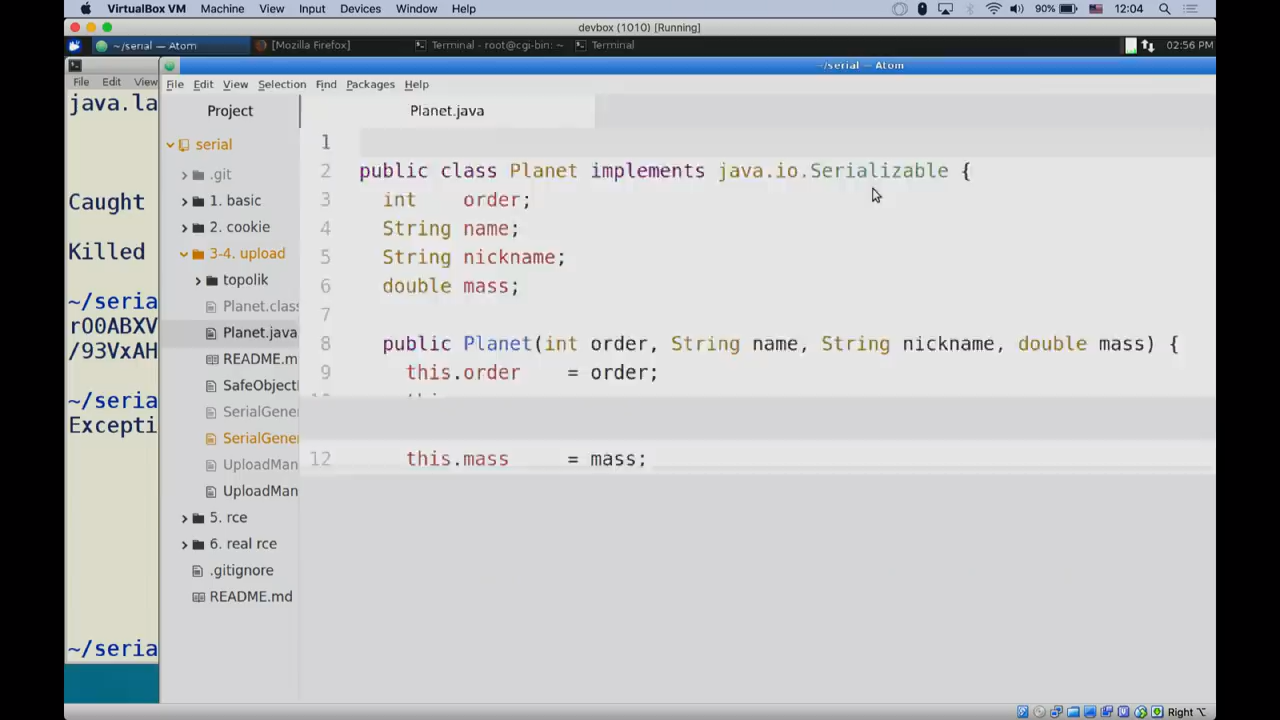 VirtualBox VM Machine View Input Devices Window Help 90% 12:04
devbox (1010) [Running]
~/serial — Atom [Mozilla Firefox] Terminal - root@cgi-bin: ~ Terminal 02:56 PM
~/serial — Atom
File Edit View
File Edit View Selection Find Packages Help
java.la
Caught
Killed
~/seria
rO0ABXV
/93VxAH
~/seria
Excepti
~/seria
Project
serial
.git
1. basic
2. cookie
3-4. upload
topolik
Planet.class
Planet.java
README.m
SafeObject
SerialGene
SerialGene
UploadMan
UploadMan
5. rce
6. real rce
.gitignore
README.md
Planet.java
1
2 public class Planet implements java.io.Serializable {
3 int order;
4 String name;
5 String nickname;
6 double mass;
7
8 public Planet(int order, String name, String nickname, double mass) {
9 this.order = order;
12 this.mass = mass;
Right ⌥